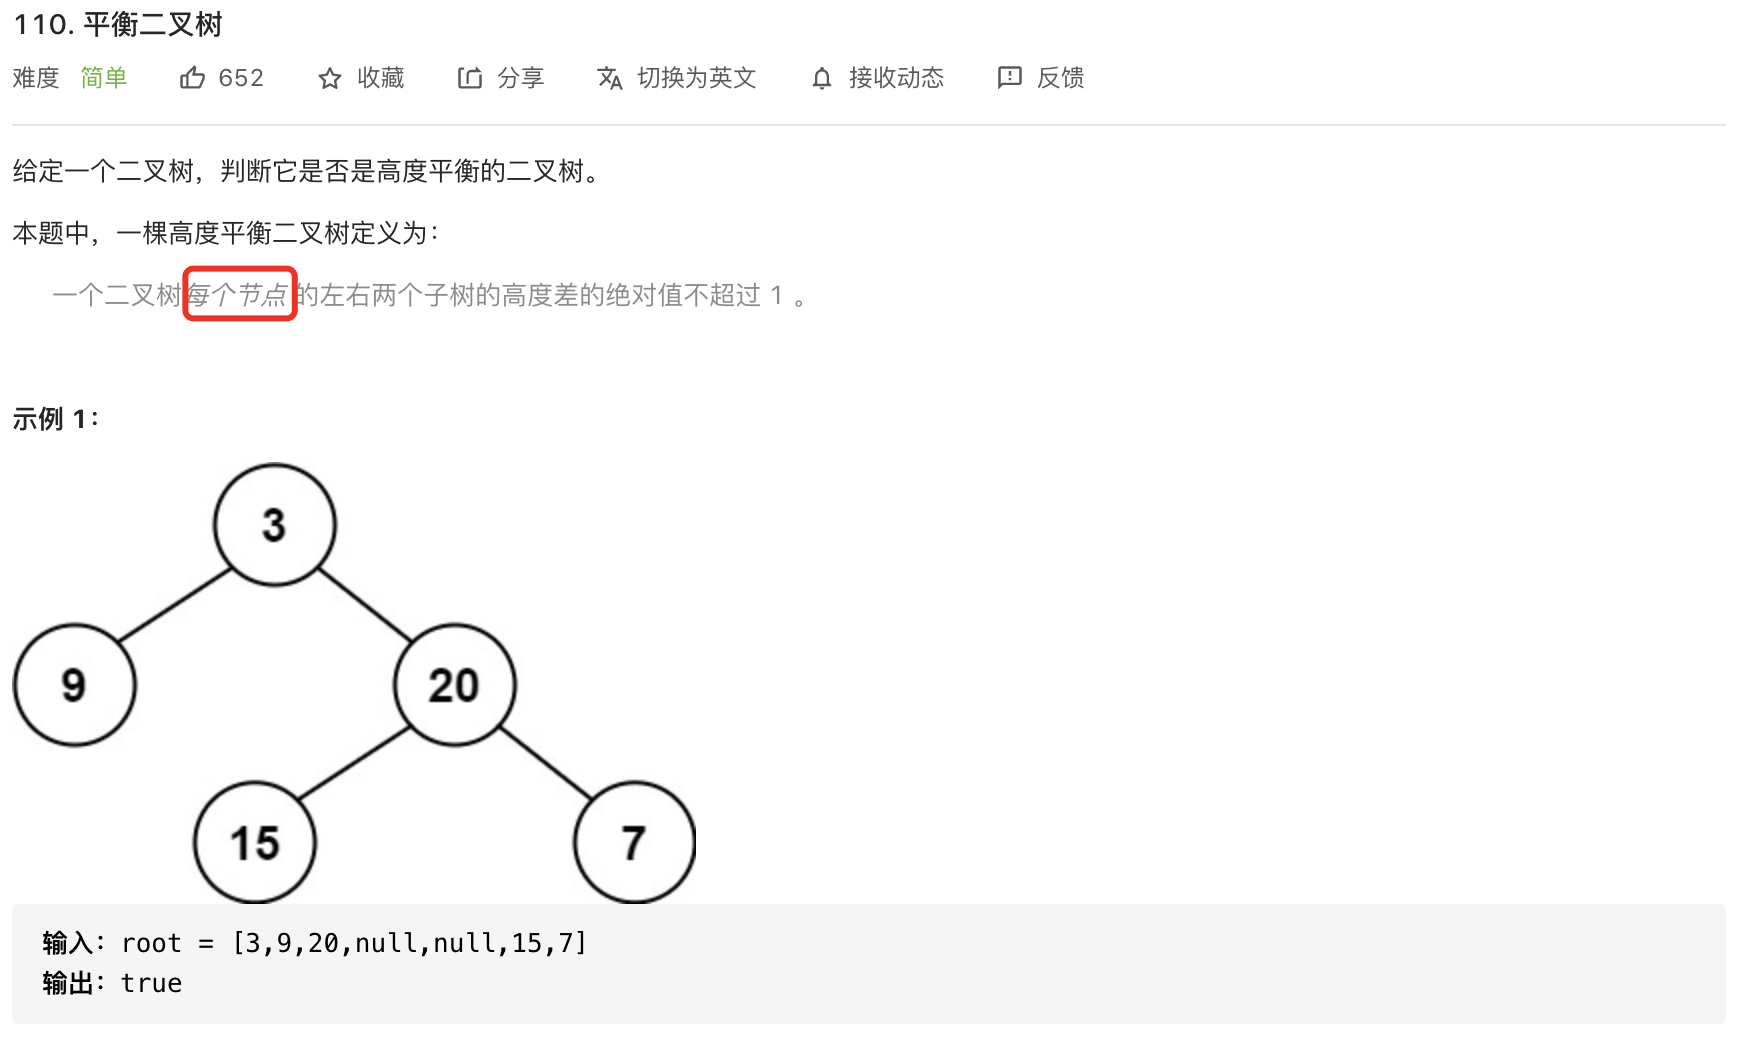 110. 平衡二叉树
难度 简单 652 收藏 分享 切换为英文 接收动态 反馈
给定一个二叉树，判断它是否是高度平衡的二叉树。
本题中，一棵高度平衡二叉树定义为：
一个二叉树每个节点 的左右两个子树的高度差的绝对值不超过 1 。
示例 1：
3
9 20
15 7
输入：root = [3,9,20,null,null,15,7]
输出：true